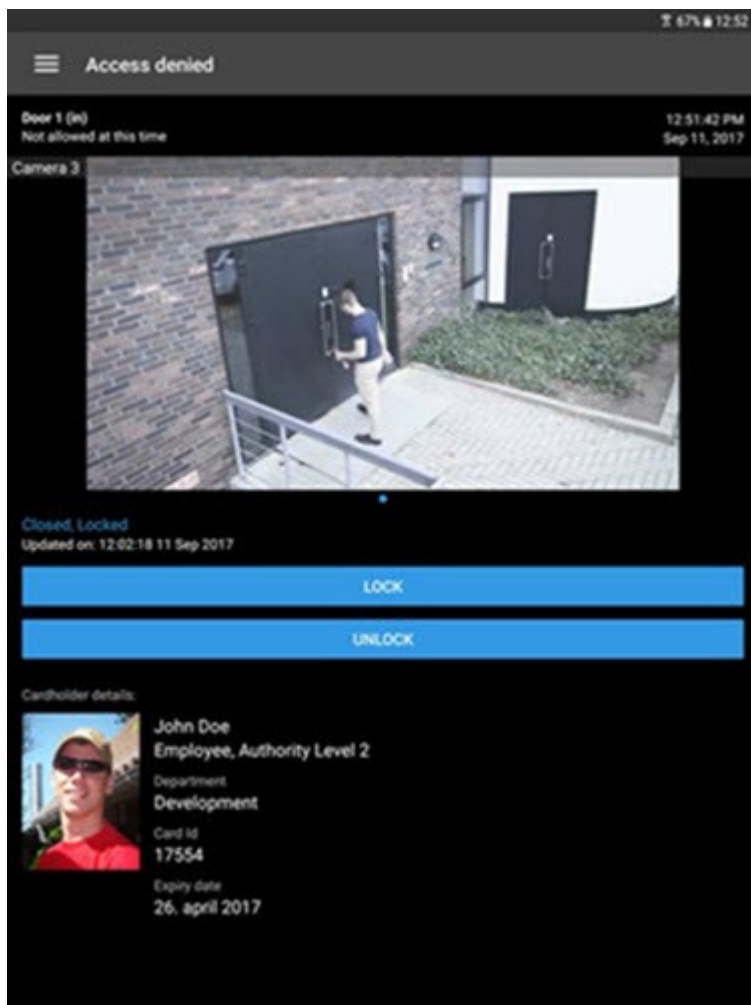 67% 12:52
Access denied
Door 1 (in)
12:51:42 PM
Not allowed at this time
Sep 11, 2017
Camera 3
Closed, Locked
Updated on: 12:02:18 11 Sep 2017
LOCK
UNLOCK
Cardholder details:
John Doe
Employee, Authority Level 2
Department
Development
Card Id
17554
Expiry date
26. april 2017